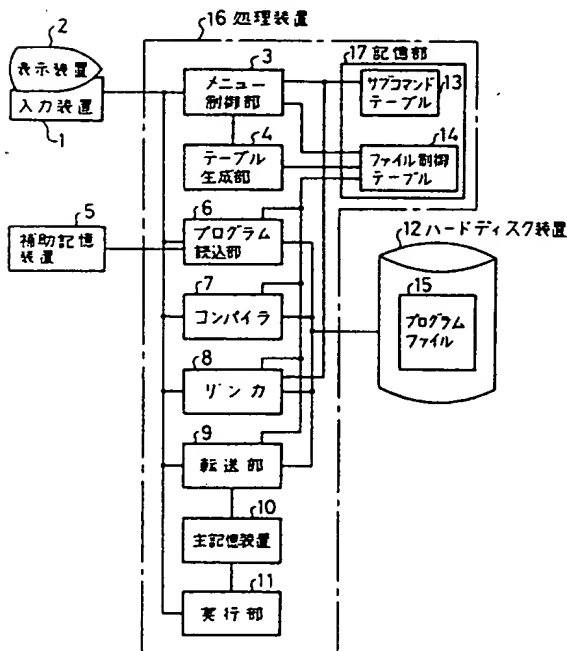 16 処理装置
2
表示装置
入力装置
1
3
メニュー
制御部
17 記憶部
サブコマンド
テーブル
13
4
テーブル
生成部
14
ファイル制御
テーブル
5
補助記憶
装置
6
プログラム
読込部
12 ハードディスク装置
15
プログラム
ファイル
7
コンパイラ
8
リンカ
9
転送部
10
主記憶装置
11
実行部